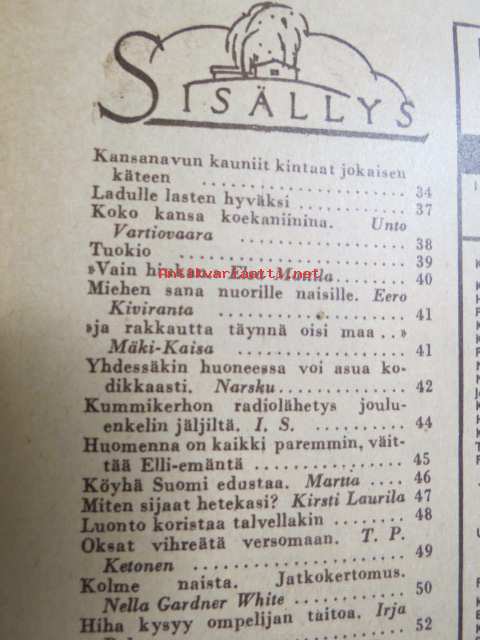 SISÄLLYS
Kansanavun kauniit kintaat jokaisen
käteen . . . . . . . . . . . . . . . 34
Ladulle lasten hyväksi . . . . . . . . 37
Koko kansa koekaniinina. Unto
Vartiovaara . . . . . . . . . . . . 38
Tuokio . . . . . . . . . . . . . . . . 39
»Vain 40
Miehen sana nuorille naisille. Eero
Kiviranta . . . . . . . . . . . . . 41
»ja rakkautta täynnä oisi maa . .»
Mäki-Kaisa . . . . . . . . . . . . 41
Yhdessäkin huoneessa voi asua ko-
dikkaasti. Narsku . . . . . . . . . 42
Kummikerhon radiolähetys joulu-
enkelin jäljiltä. I. S. . . . . . . . . 44
Huomenna on kaikki paremmin, väit-
tää Elli-emäntä . . . . . . . . . . 45
Köyhä Suomi edustaa. Martta . . . 46
Miten sijaat hetekasi? Kirsti Laurila 47
Luonto koristaa talvellakin . . . . . 48
Oksat vihreätä versomaan. T. P.
Ketonen . . . . . . . . . . . . . . 49
Kolme naista. Jatkokertomus.
Nella Gardner White . . . . . . . . 50
Hiha kysyy ompelijan taitoa. Irja
52